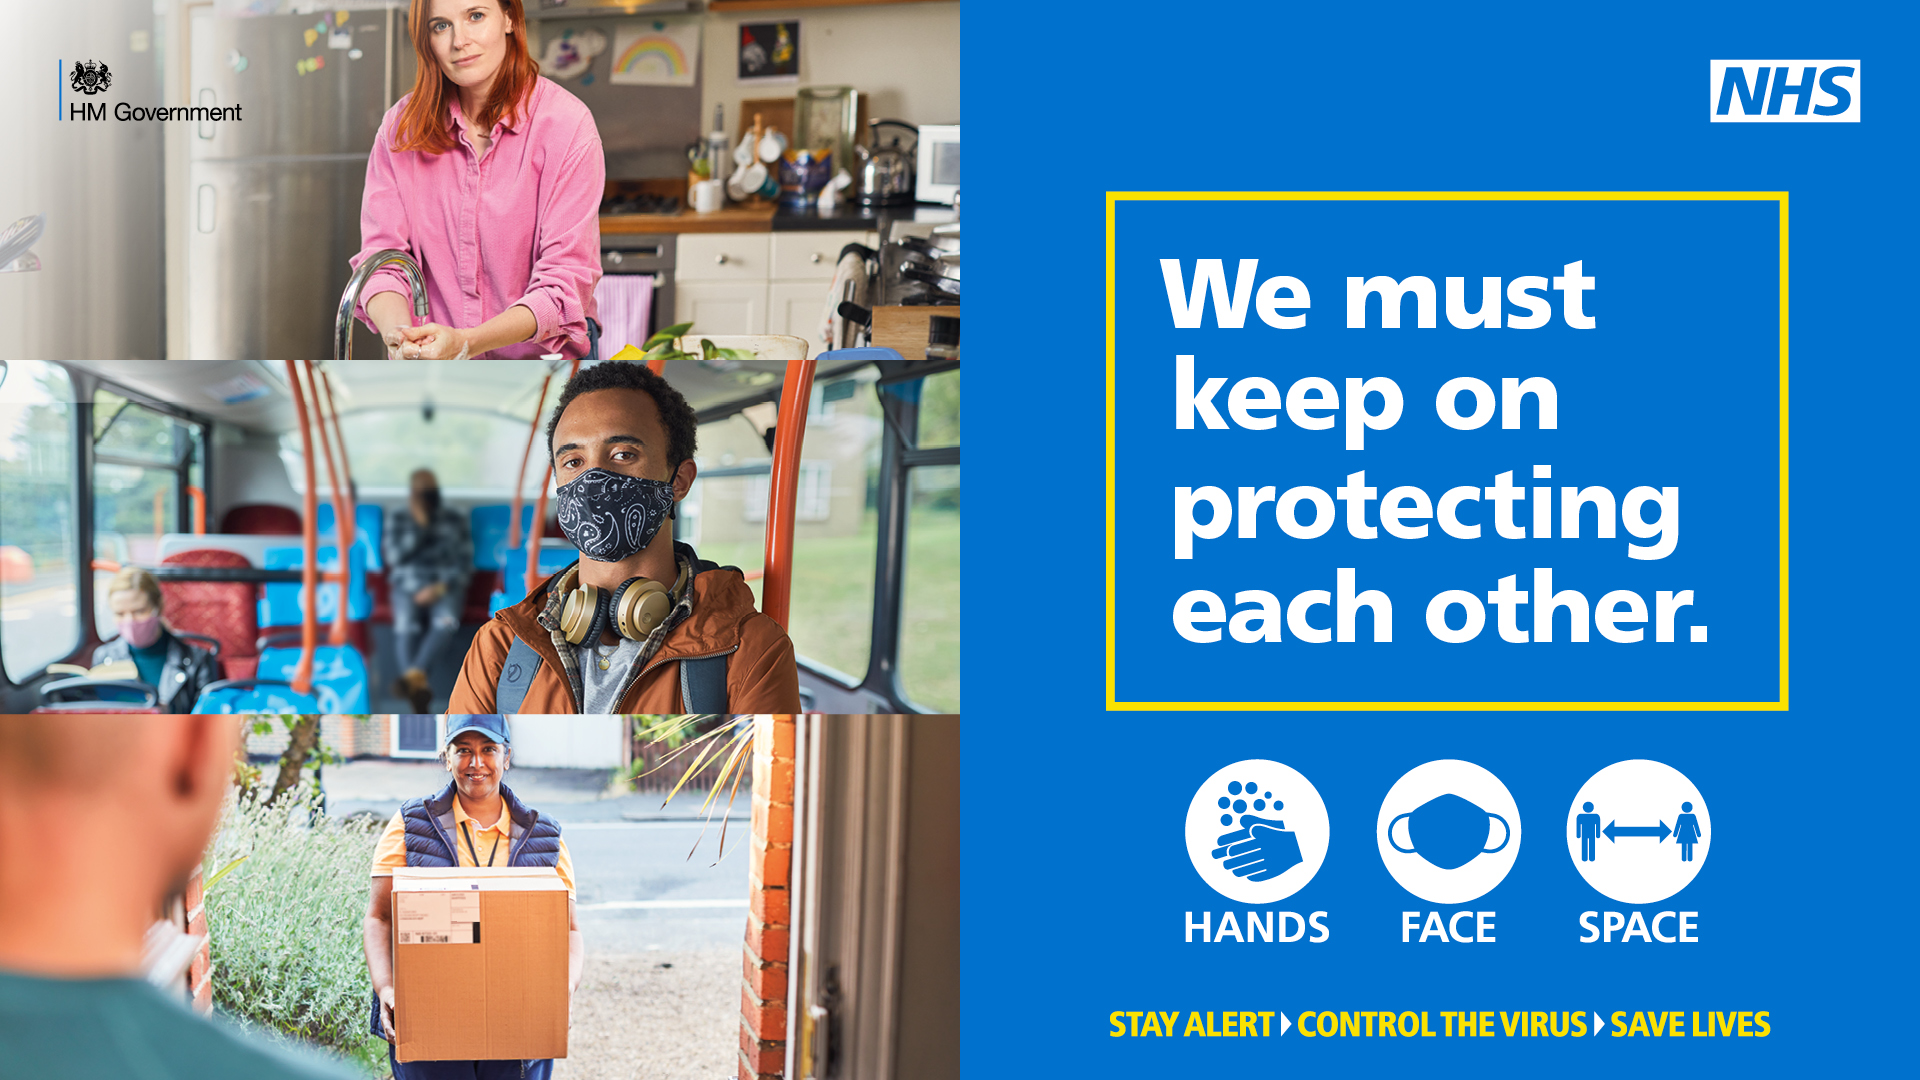 HM Government
NHS
We must
keep on
protecting
each other.
HANDS FACE SPACE
STAY ALERT CONTROL THE VIRUS SAVE LIVES